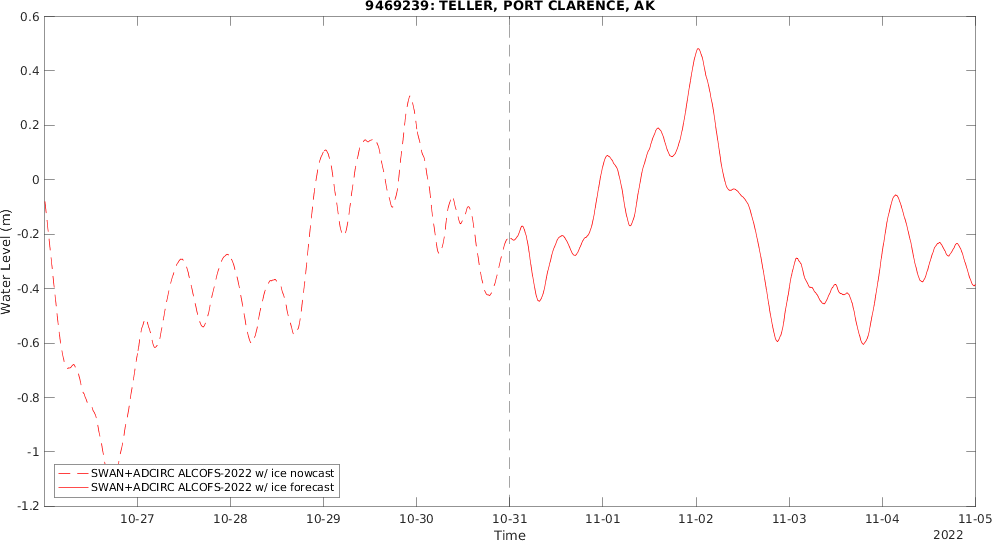 9469239: TELLER, PORT CLARENCE, AK
0.6
0.4
0.2
0
-0.2
-0.4
-0.6
-0.8
-1
-1.2
Water Level (m)
SWAN+ADCIRC ALCOFS-2022 w/ ice nowcast
SWAN+ADCIRC ALCOFS-2022 w/ ice forecast
10-27 10-28 10-29 10-30 10-31 11-01 11-02 11-03 11-04 11-05
Time
2022